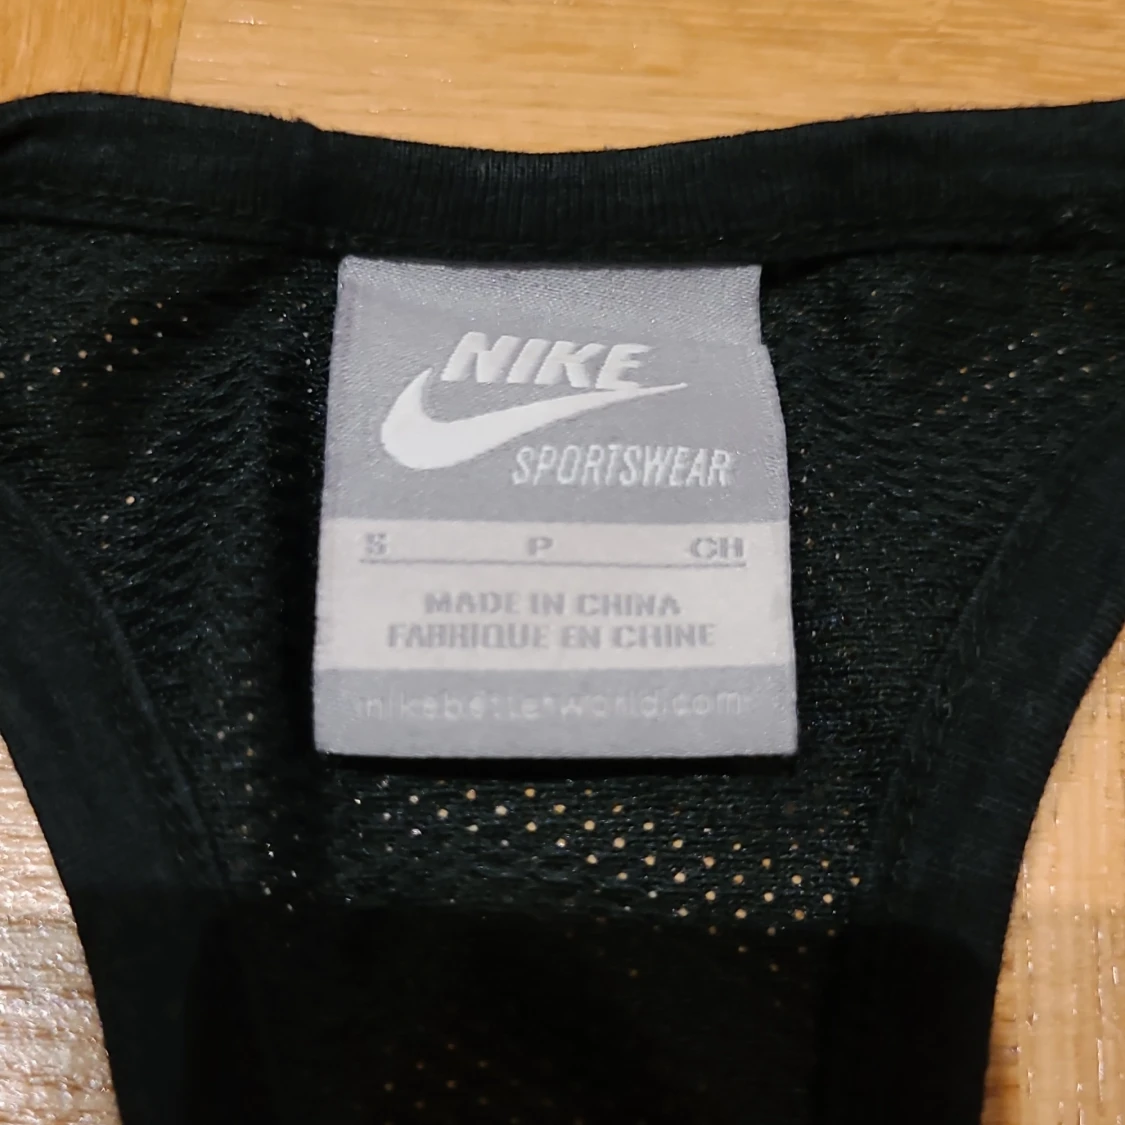 NIKE
SPORTSWEAR
S P CH
MADE IN CHINA
FABRIQUE EN CHINE
nikebetterworld.com